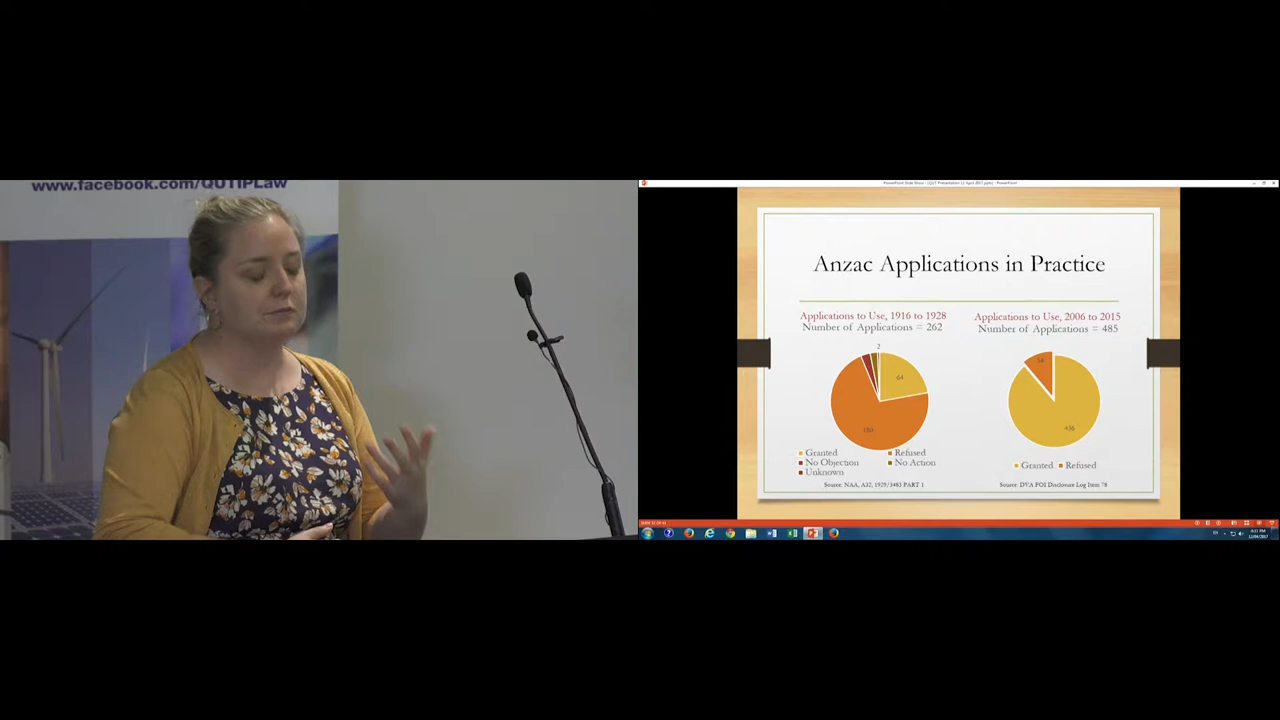 www.facebook.com/QUTIPLaw
Anzac Applications in Practice
Applications to Use, 1916 to 1928
Number of Applications = 262
2
64
180
Granted
Refused
No Objection
No Action
Unknown
Source: NAA, A32, 1929/3483 PART 1
Applications to Use, 2006 to 2015
Number of Applications = 485
54
436
Granted
Refused
Source: DVA FOI Disclosure Log Item 78